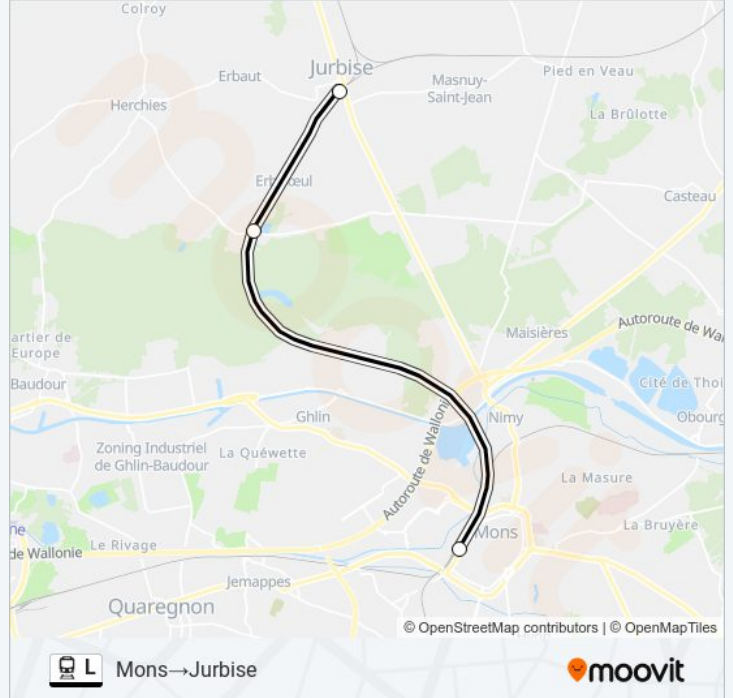 Colroy
Jurbise
Erbaut
Masnuy-
Saint-Jean
Pied en Veau
Herchies
La Brûlotte
Casteau
Maisières
Autoroute de Wa
artier de
Europe
Baudour
Cité de Thoi
Ghlin
Autoroute de Walloni
Nimy
Obourg
Zoning Industriel
de Ghlin-Baudour
La Quéwette
La Masure
ne
Mons
La Bruyère
de Wallonie
Le Rivage
Jemappes
Quaregnon
© OpenStreetMap contributors | © OpenMapTiles
L Mons→Jurbise
moovit